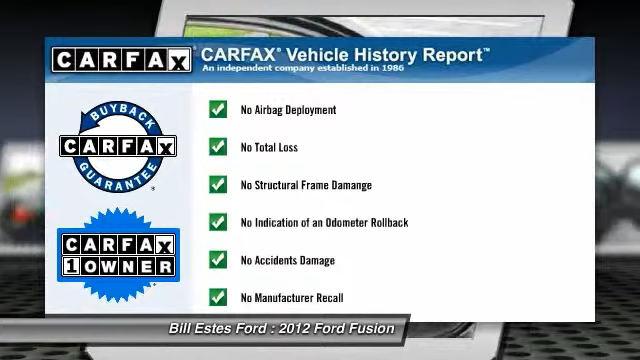 CARFAX
CARFAX® Vehicle History Report™
An independent company established in 1986
BUYBACK
CARFAX
GUARANTEE
®
CARFAX
1 OWNER
No Airbag Deployment
No Total Loss
No Structural Frame Damange
No Indication of an Odometer Rollback
No Accidents Damage
No Manufacturer Recall
Bill Estes Ford : 2012 Ford Fusion